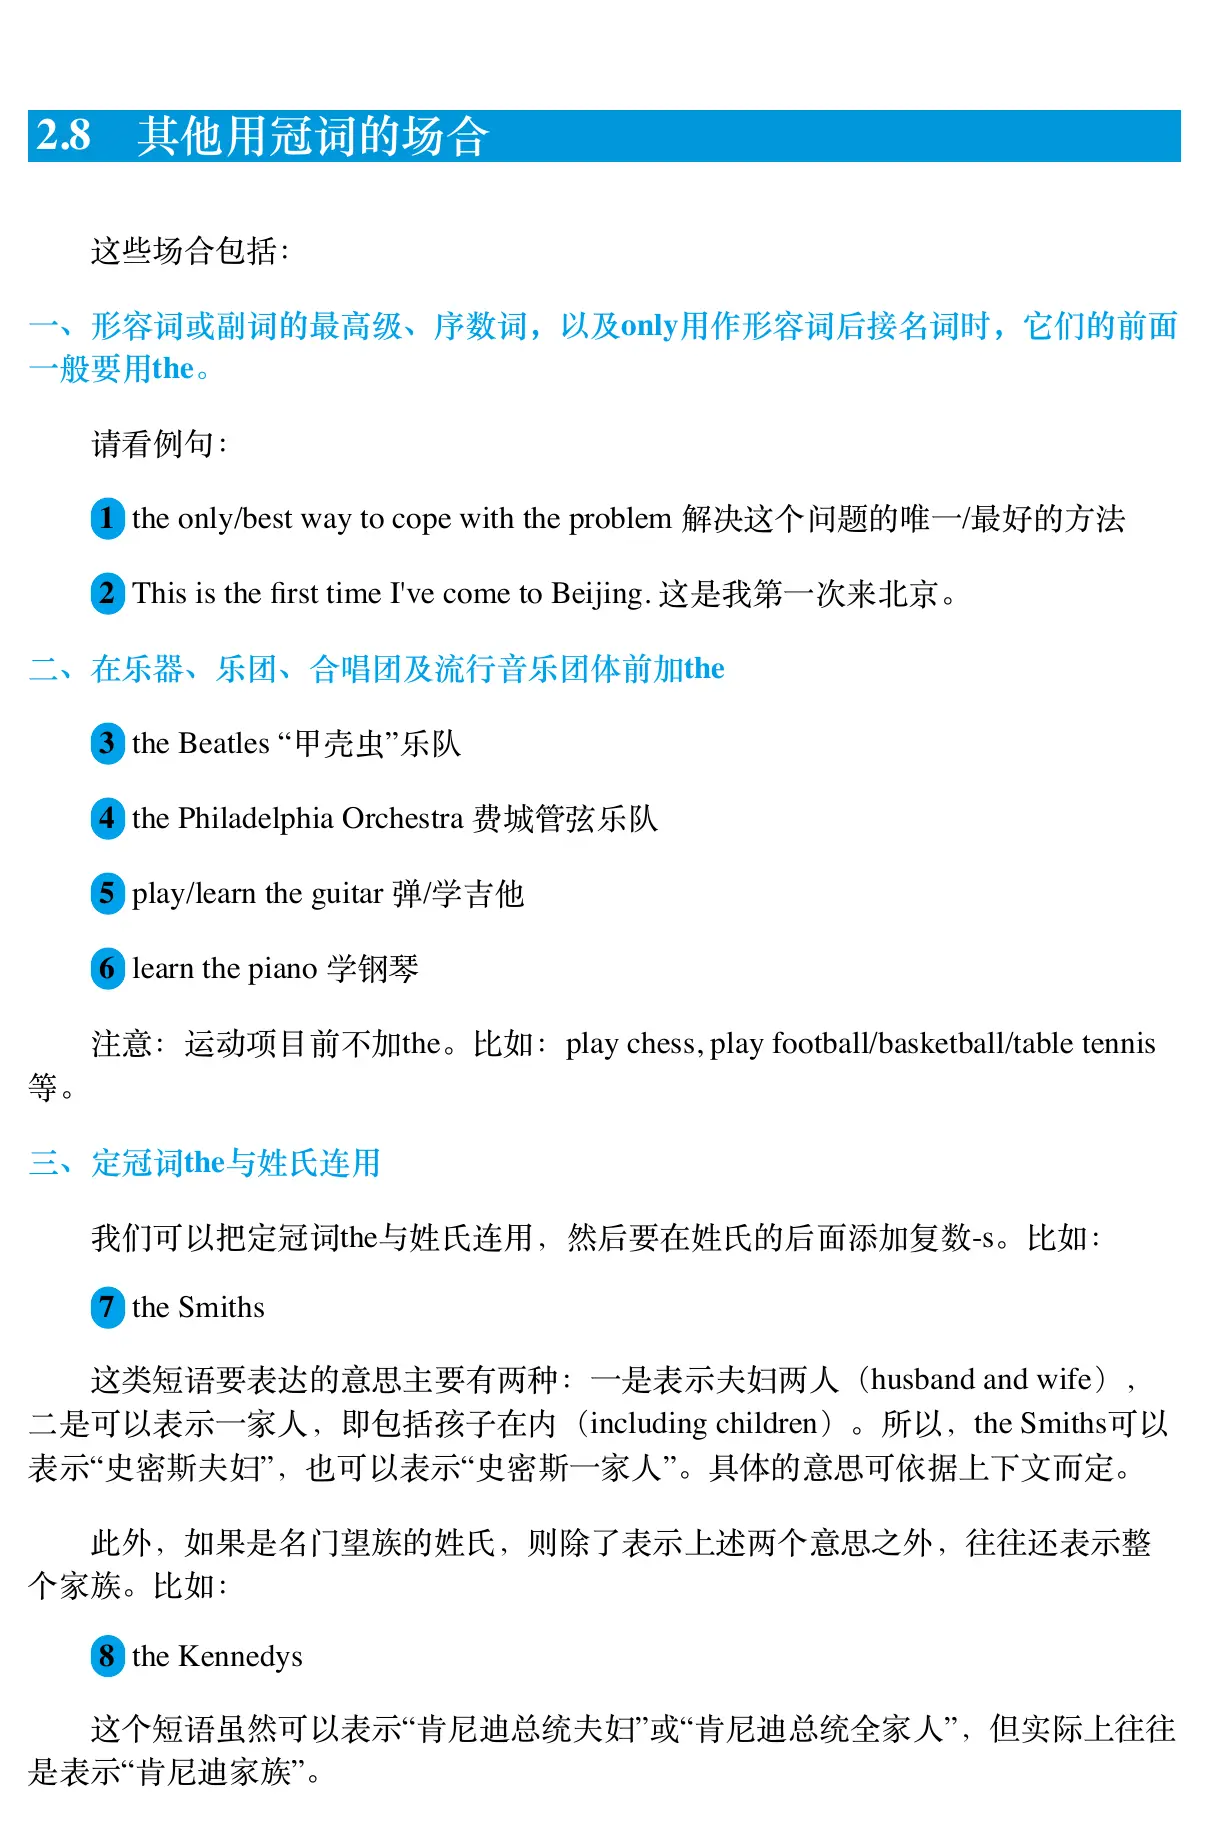 2.8 其他用冠词的场合
这些场合包括：
一、形容词或副词的最高级、序数词，以及only用作形容词后接名词时，它们的前面
一般要用the。
请看例句：
1 the only/best way to cope with the problem 解决这个问题的唯一/最好的方法
2 This is the first time I've come to Beijing. 这是我第一次来北京。
二、在乐器、乐团、合唱团及流行音乐团体前加the
3 the Beatles “甲壳虫”乐队
4 the Philadelphia Orchestra 费城管弦乐队
5 play/learn the guitar 弹/学吉他
6 learn the piano 学钢琴
注意：运动项目前不加the。比如：play chess, play football/basketball/table tennis
等。
三、定冠词the与姓氏连用
我们可以把定冠词the与姓氏连用，然后要在姓氏的后面添加复数-s。比如：
7 the Smiths
这类短语要表达的意思主要有两种：一是表示夫妇两人（husband and wife），
二是可以表示一家人，即包括孩子在内（including children）。所以，the Smiths可以
表示“史密斯夫妇”，也可以表示“史密斯一家人”。具体的意思可依据上下文而定。
此外，如果是名门望族的姓氏，则除了表示上述两个意思之外，往往还表示整
个家族。比如：
8 the Kennedys
这个短语虽然可以表示“肯尼迪总统夫妇”或“肯尼迪总统全家人”，但实际上往往
是表示“肯尼迪家族”。